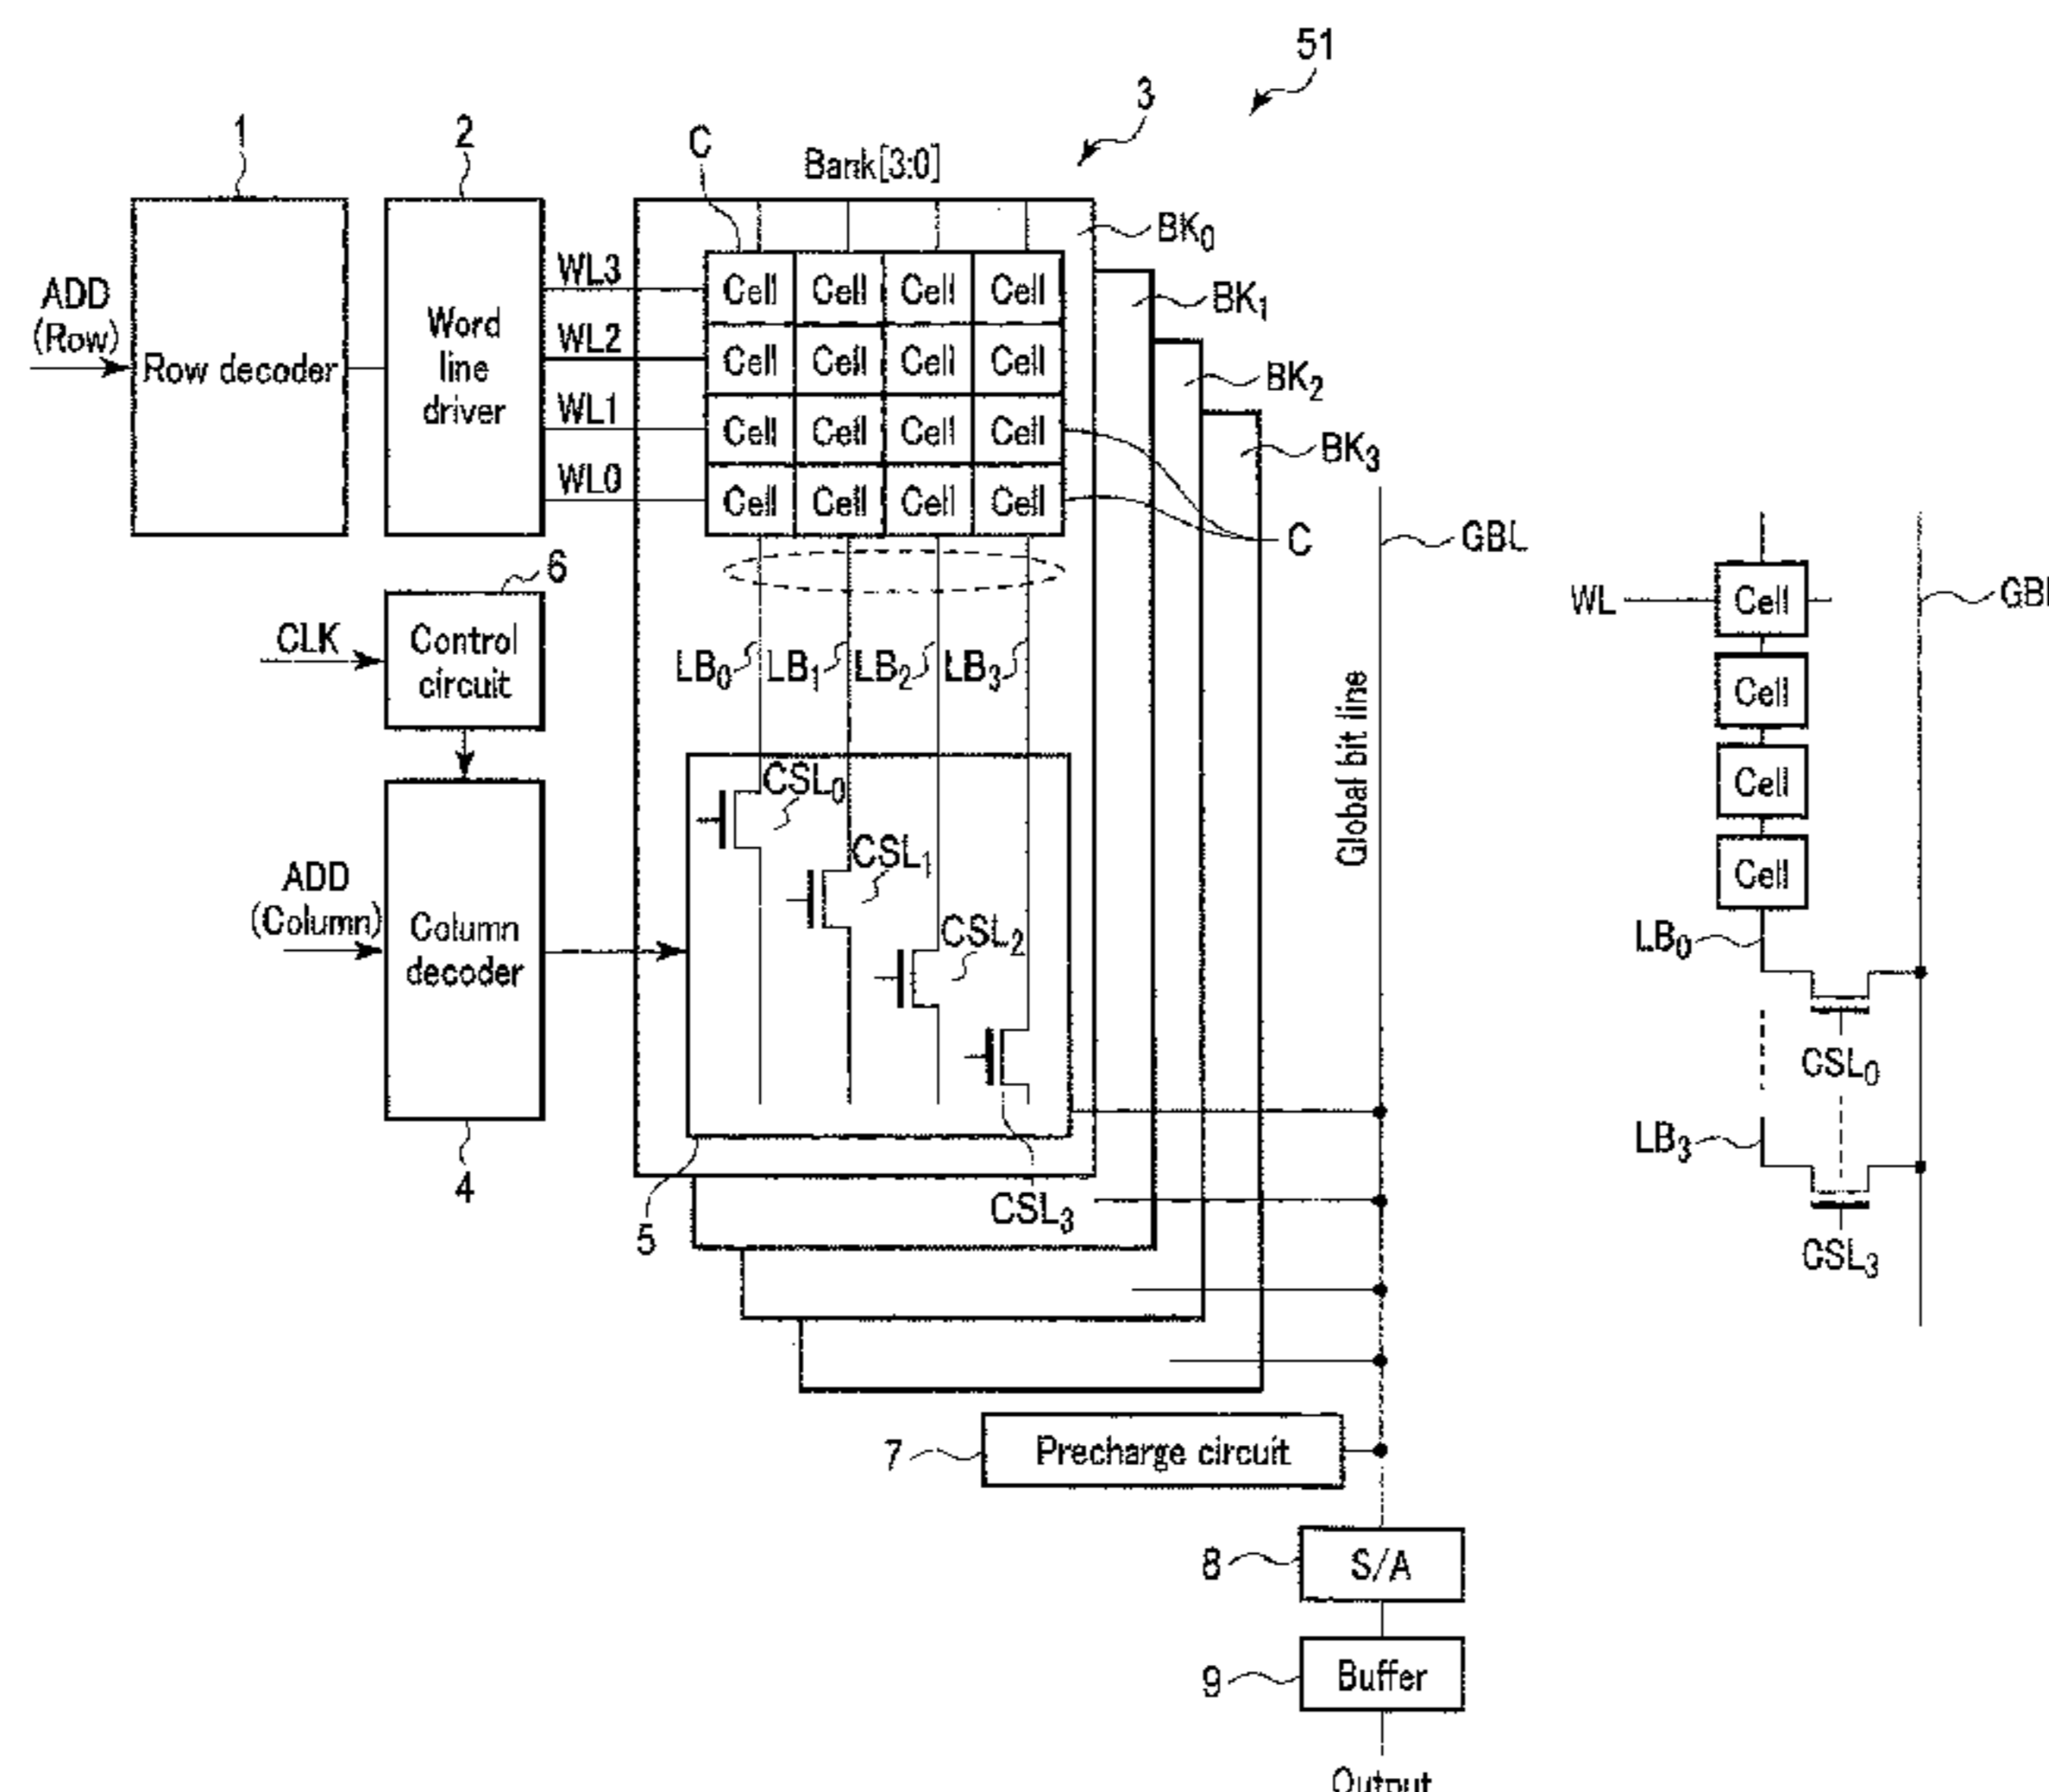 51
3
1
2
C
Bank[3:0]
BK0
BK1
BK2
BK3
ADD
(Row)
Row decoder
Word
line
driver
WL3
WL2
WL1
WL0
Cell Cell Cell Cell
Cell Cell Cell Cell
Cell Cell Cell Cell
Cell Cell Cell Cell
C
GBL
6
CLK
Control
circuit
LB0 LB1 LB2 LB3
Global bit line
ADD
(Column)
Column
decoder
4
CSL0
CSL1
CSL2
CSL3
5
7
Precharge circuit
8
S/A
9
Buffer
Output
WL
Cell
Cell
Cell
Cell
GBL
LB0
CSL0
LB3
CSL3